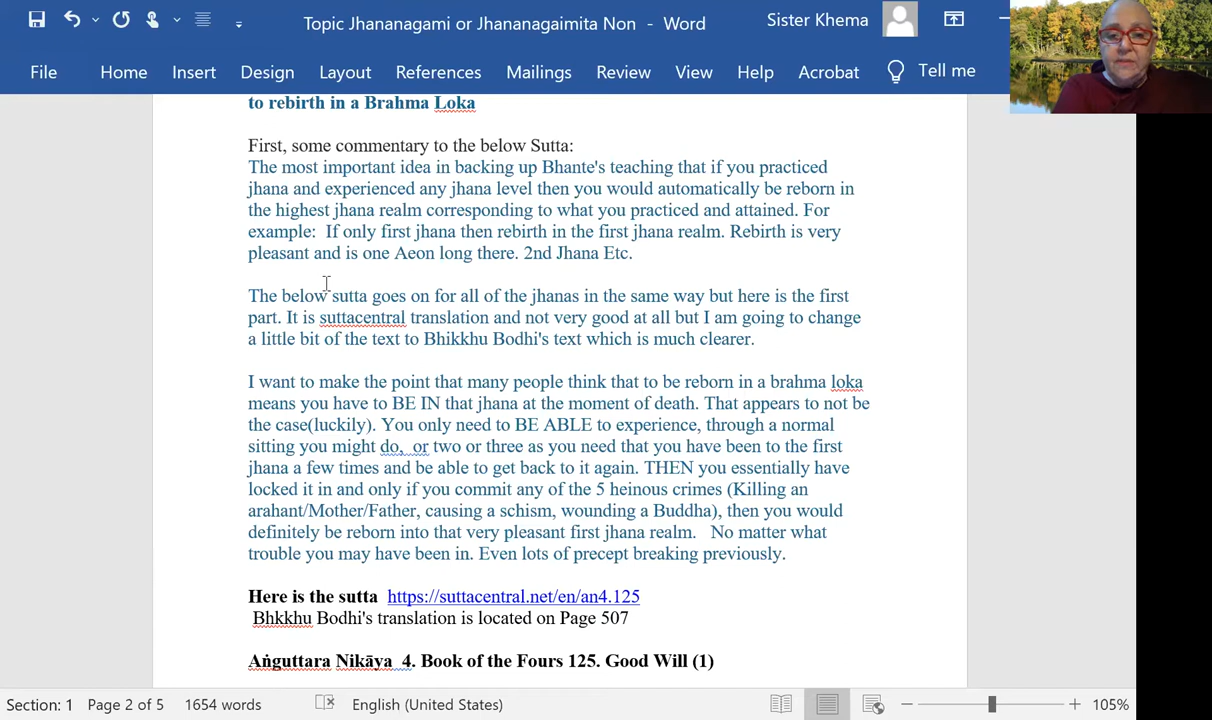 Topic Jhananagami or Jhananagaimita Non - Word
Sister Khema
File Home Insert Design Layout References Mailings Review View Help Acrobat Tell me
to rebirth in a Brahma Loka
First, some commentary to the below Sutta:
The most important idea in backing up Bhante's teaching that if you practiced
jhana and experienced any jhana level then you would automatically be reborn in
the highest jhana realm corresponding to what you practiced and attained. For
example: If only first jhana then rebirth in the first jhana realm. Rebirth is very
pleasant and is one Aeon long there. 2nd Jhana Etc.
The below sutta goes on for all of the jhanas in the same way but here is the first
part. It is suttacentral translation and not very good at all but I am going to change
a little bit of the text to Bhikkhu Bodhi's text which is much clearer.
I want to make the point that many people think that to be reborn in a brahma loka
means you have to BE IN that jhana at the moment of death. That appears to not be
the case(luckily). You only need to BE ABLE to experience, through a normal
sitting you might do, or two or three as you need that you have been to the first
jhana a few times and be able to get back to it again. THEN you essentially have
locked it in and only if you commit any of the 5 heinous crimes (Killing an
arahant/Mother/Father, causing a schism, wounding a Buddha), then you would
definitely be reborn into that very pleasant first jhana realm. No matter what
trouble you may have been in. Even lots of precept breaking previously.
Here is the sutta https://suttacentral.net/en/an4.125
Bhkkhu Bodhi's translation is located on Page 507
Aṅguttara Nikāya 4. Book of the Fours 125. Good Will (1)
Section: 1 Page 2 of 5 1654 words English (United States) 105%